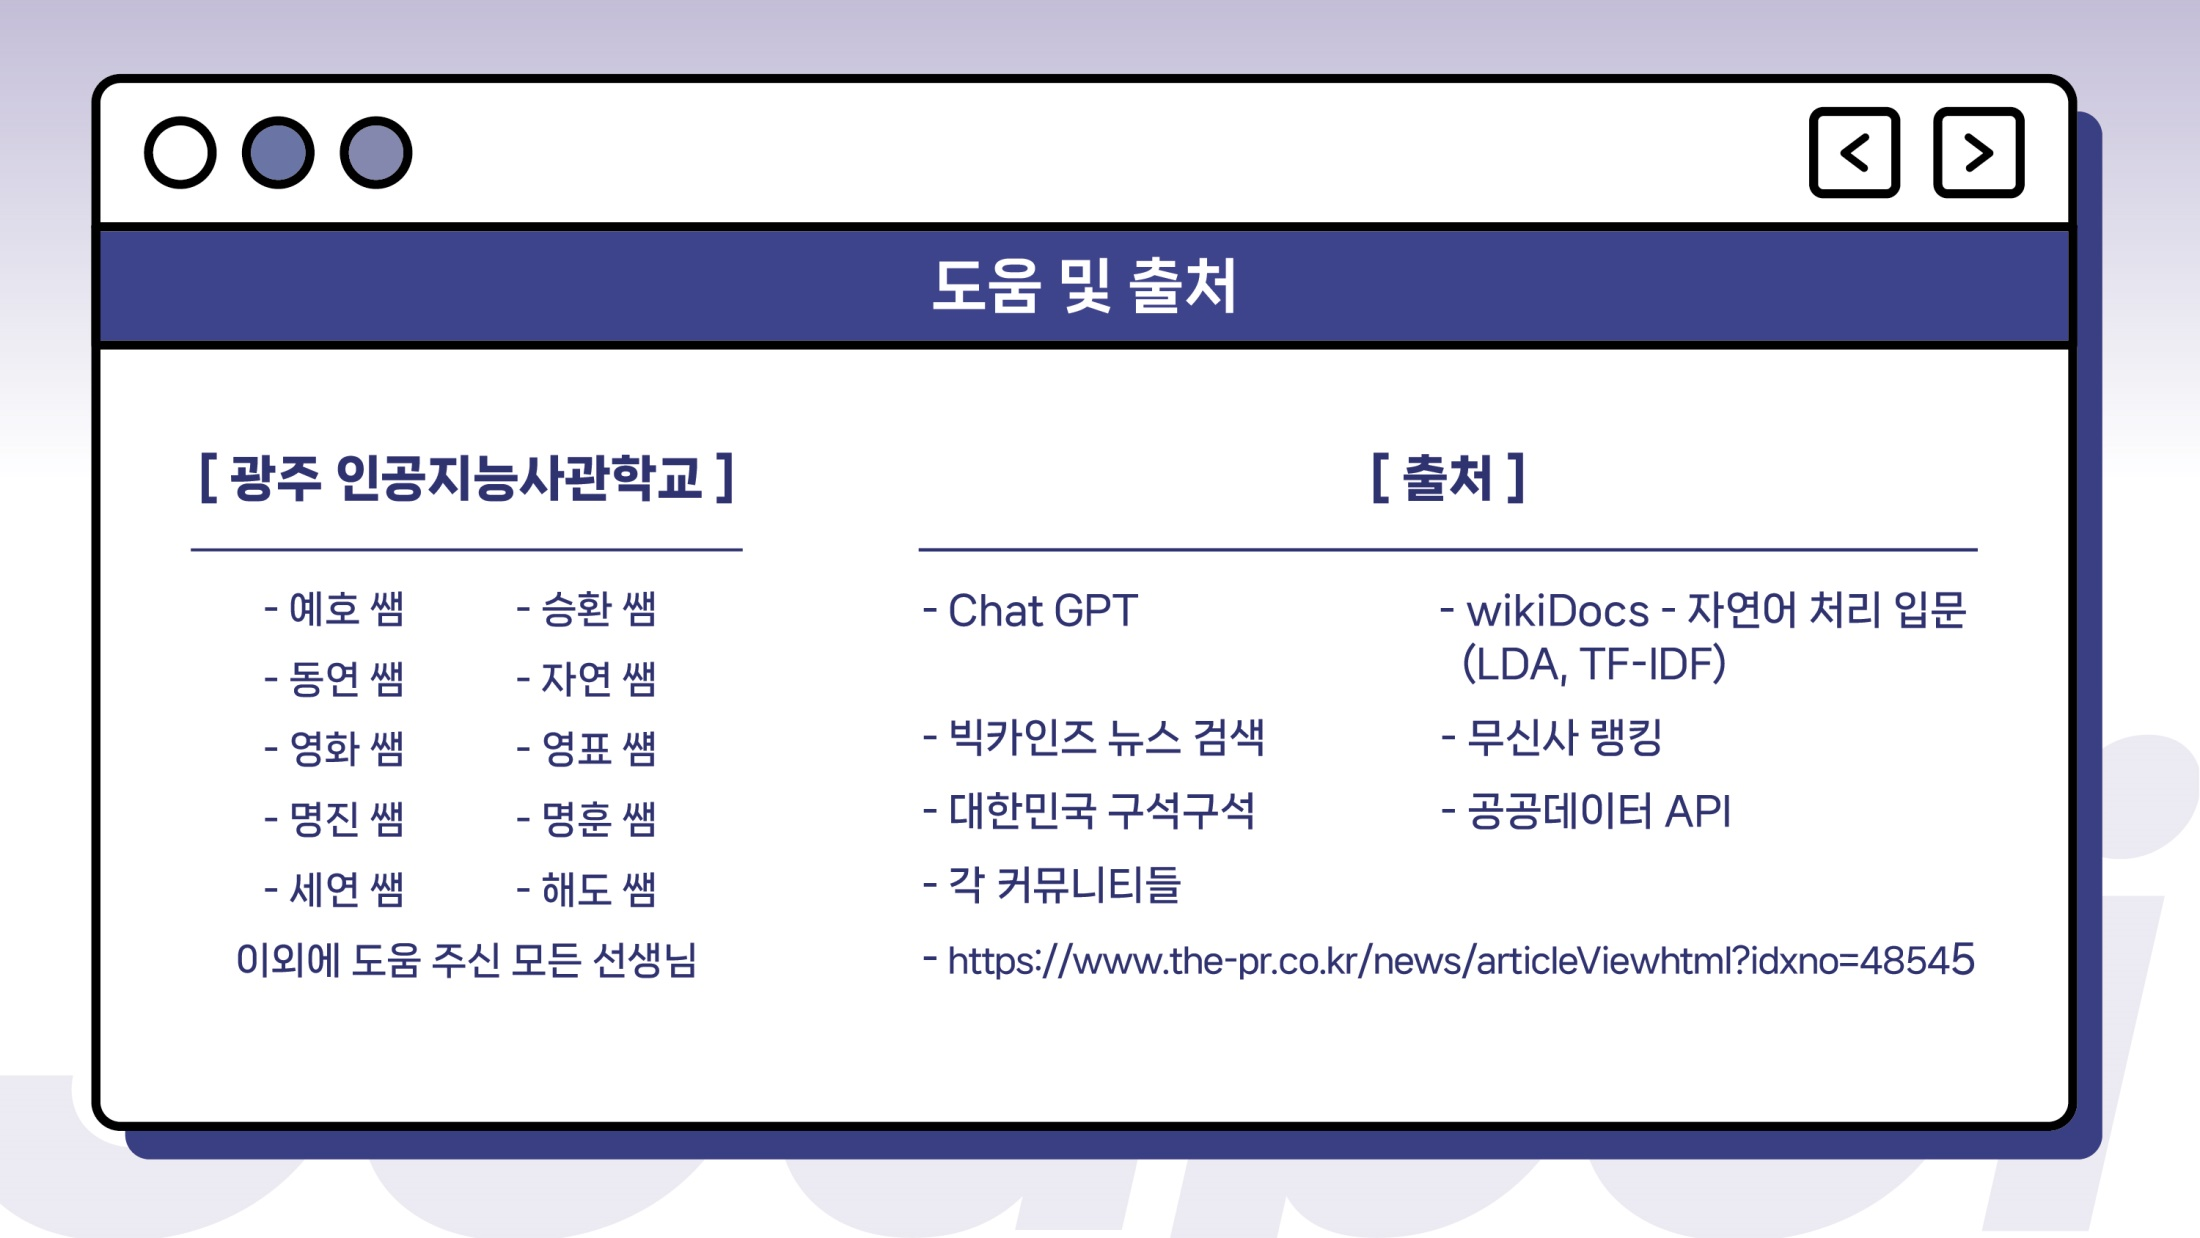 도움 및 출처
[ 광주 인공지능사관학교 ]
- 예호 쌤
- 승환 쌤
- 동연 쌤
- 자연 쌤
- 영화 쌤
- 영표 썜
- 명진 쌤
- 명훈 쌤
- 세연 쌤
- 해도 쌤
이외에 도움 주신 모든 선생님
[ 출처 ]
- Chat GPT
- wikiDocs - 자연어 처리 입문
(LDA, TF-IDF)
- 빅카인즈 뉴스 검색
- 무신사 랭킹
- 대한민국 구석구석
- 공공데이터 API
- 각 커뮤니티들
- https://www.the-pr.co.kr/news/articleViewhtml?idxno=48545